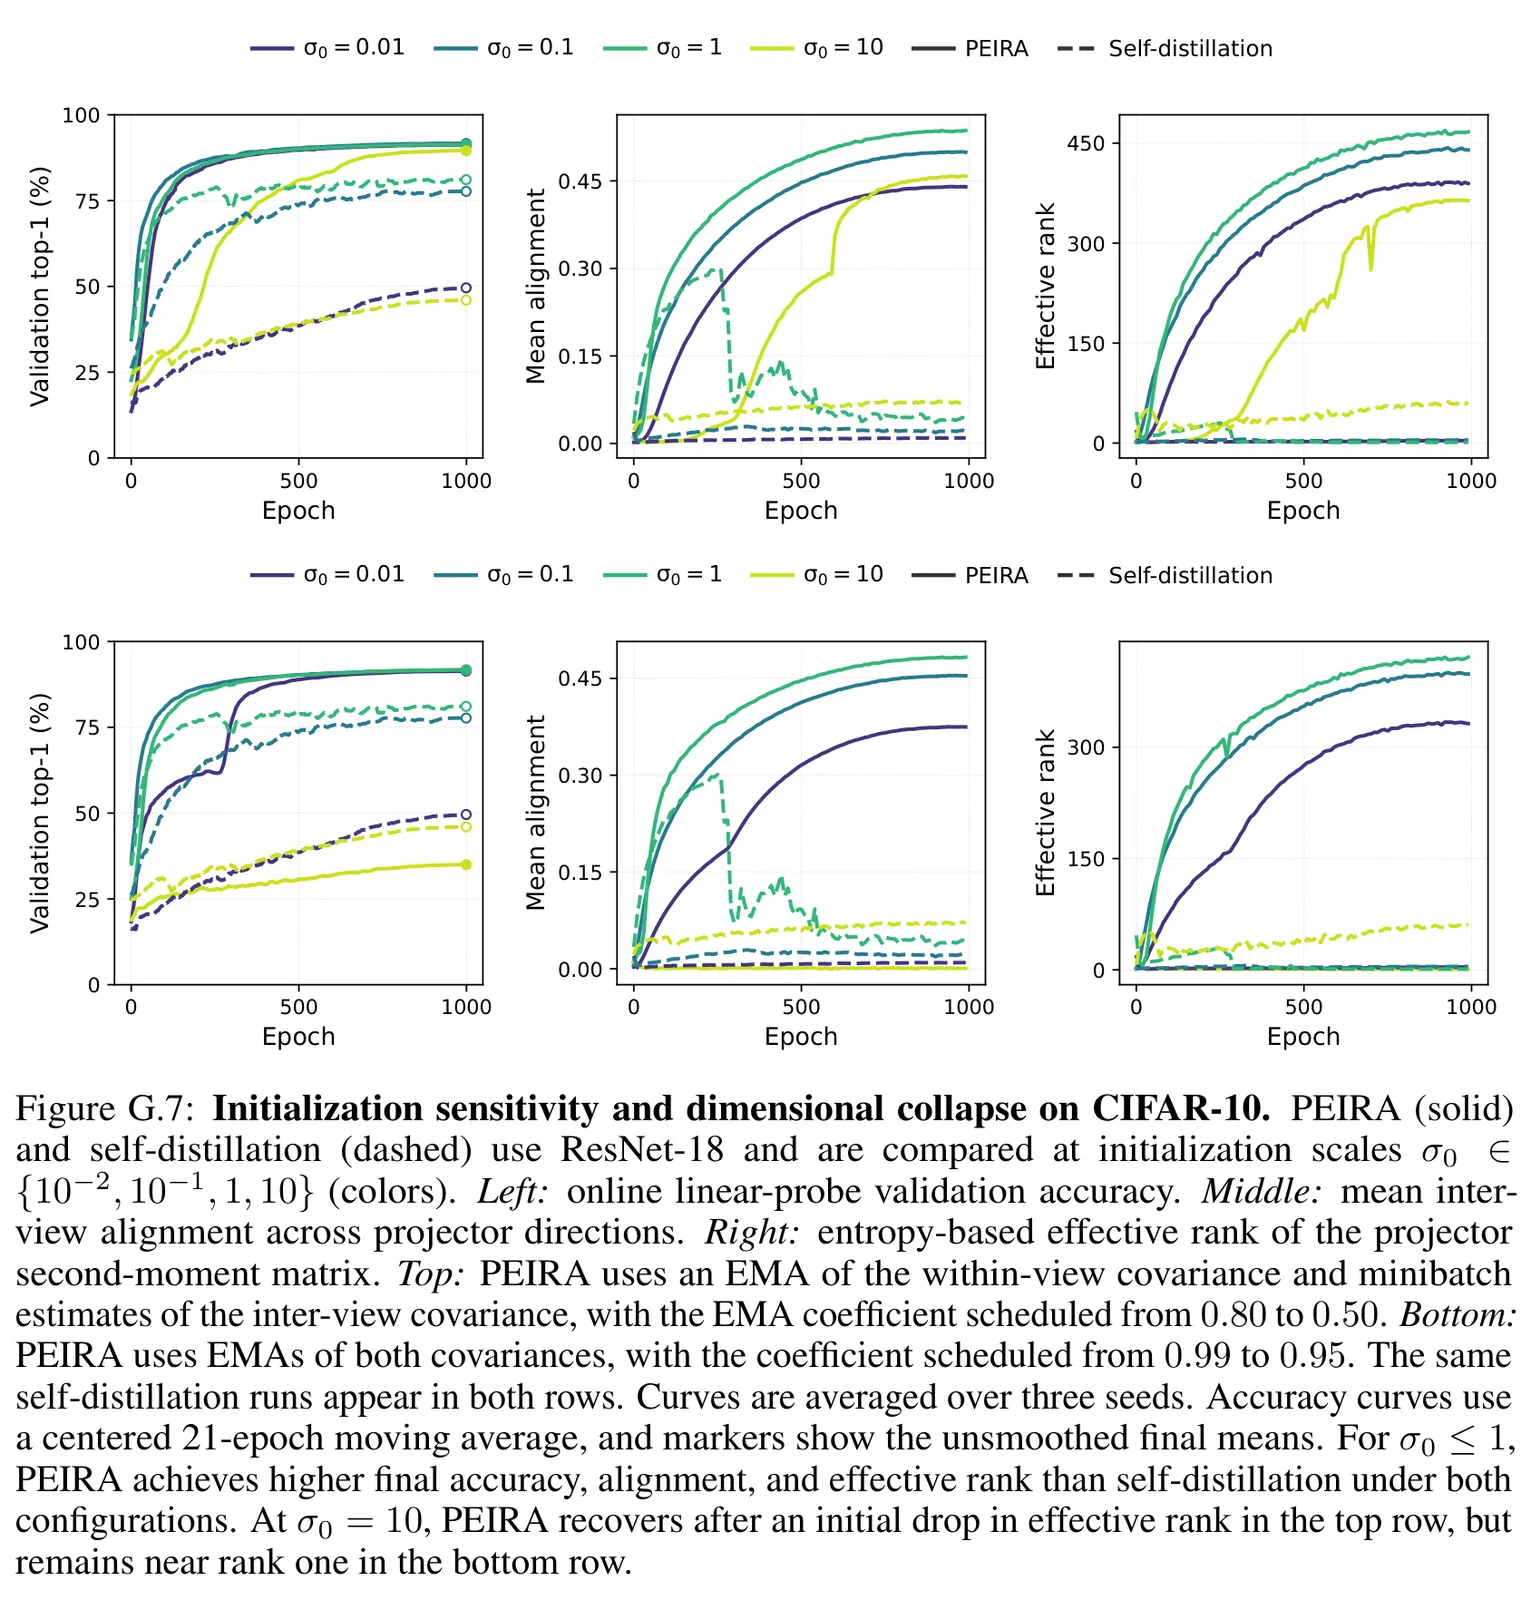 σ₀ = 0.01 σ₀ = 0.1 σ₀ = 1 σ₀ = 10 PEIRA Self-distillation
Validation top-1 (%)
100
75
50
25
0
0 500 1000
Epoch
Mean alignment
0.45
0.30
0.15
0.00
0 500 1000
Epoch
Effective rank
450
300
150
0
0 500 1000
Epoch
σ₀ = 0.01 σ₀ = 0.1 σ₀ = 1 σ₀ = 10 PEIRA Self-distillation
Validation top-1 (%)
100
75
50
25
0
0 500 1000
Epoch
Mean alignment
0.45
0.30
0.15
0.00
0 500 1000
Epoch
Effective rank
300
150
0
0 500 1000
Epoch
Figure G.7: Initialization sensitivity and dimensional collapse on CIFAR-10. PEIRA (solid)
and self-distillation (dashed) use ResNet-18 and are compared at initialization scales σ₀ ∈
{10⁻², 10⁻¹, 1, 10} (colors). Left: online linear-probe validation accuracy. Middle: mean inter-
view alignment across projector directions. Right: entropy-based effective rank of the projector
second-moment matrix. Top: PEIRA uses an EMA of the within-view covariance and minibatch
estimates of the inter-view covariance, with the EMA coefficient scheduled from 0.80 to 0.50. Bottom:
PEIRA uses EMAs of both covariances, with the coefficient scheduled from 0.99 to 0.95. The same
self-distillation runs appear in both rows. Curves are averaged over three seeds. Accuracy curves use
a centered 21-epoch moving average, and markers show the unsmoothed final means. For σ₀ ≤ 1,
PEIRA achieves higher final accuracy, alignment, and effective rank than self-distillation under both
configurations. At σ₀ = 10, PEIRA recovers after an initial drop in effective rank in the top row, but
remains near rank one in the bottom row.